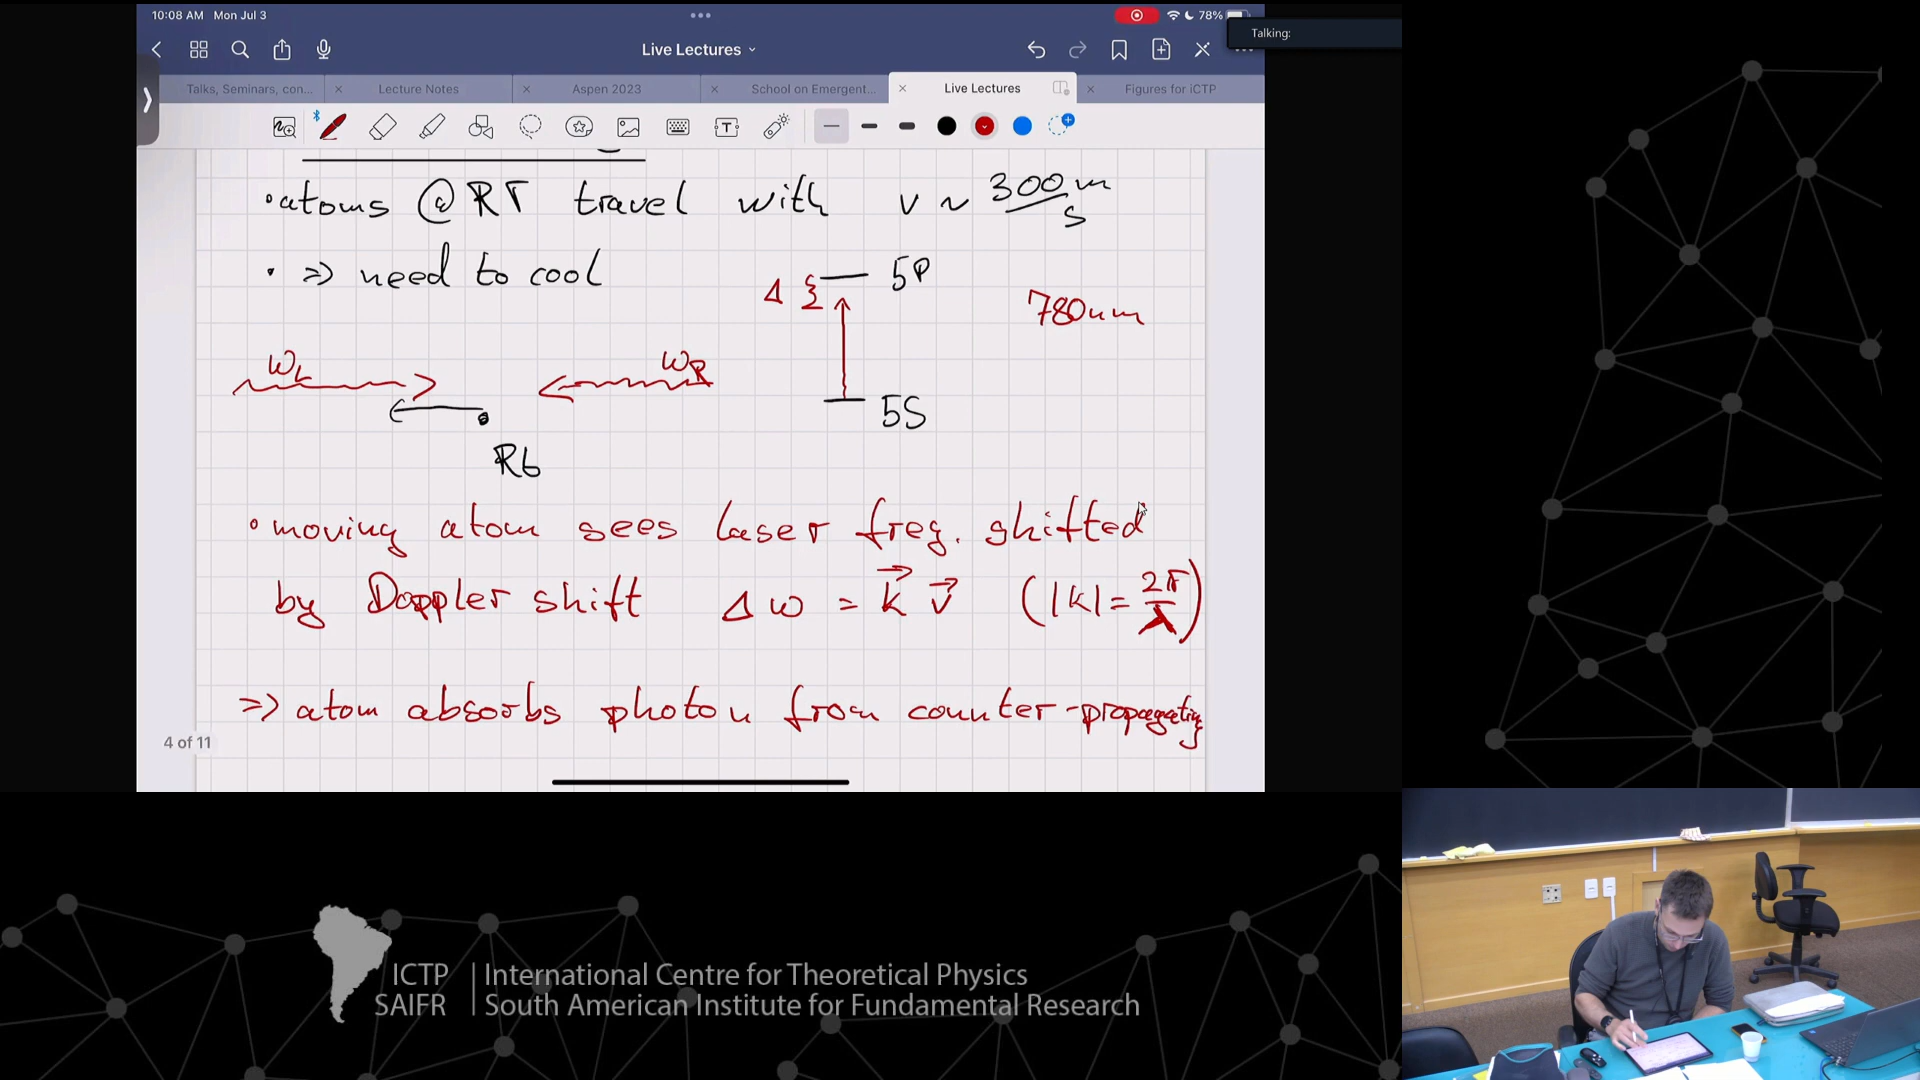 10:08 AM Mon Jul 3
78%
Talking:
Live Lectures
Talks, Seminars, con...
Lecture Notes
Aspen 2023
School on Emergent...
Live Lectures
Figures for iCTP
• atoms @RT travel with v ~ 300 m/s
• => need to cool
Δ { 5P
780nm
ω_L
ω_R
5S
Rb
• moving atom sees laser freq. shifted
by Doppler shift Δω = k⃗ v⃗ (|k| = 2π/λ)
=> atom absorbs photon from counter-propagating
4 of 11
ICTP | International Centre for Theoretical Physics
SAIFR | South American Institute for Fundamental Research